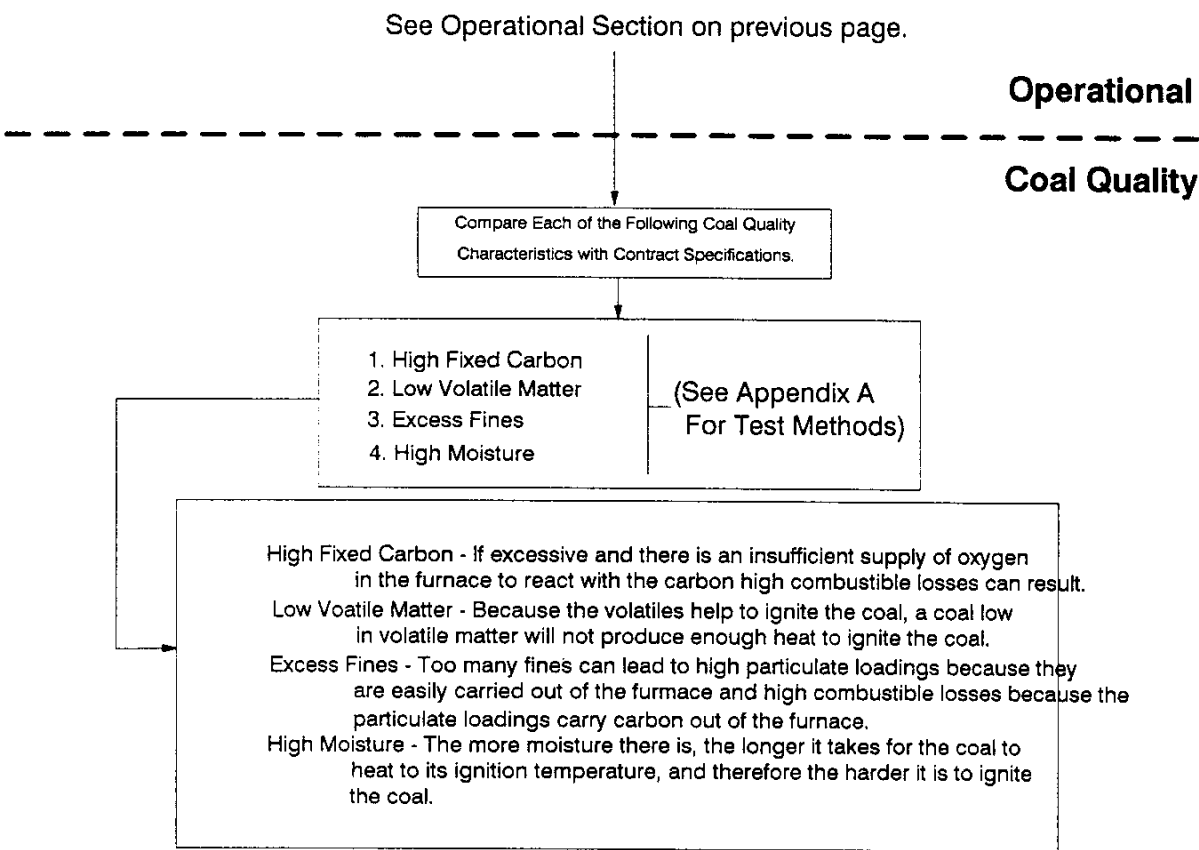 See Operational Section on previous page.
Operational
Coal Quality
Compare Each of the Following Coal Quality
Characteristics with Contract Specifications.
1. High Fixed Carbon
2. Low Volatile Matter
3. Excess Fines
4. High Moisture
(See Appendix A
For Test Methods)
High Fixed Carbon - If excessive and there is an insufficient supply of oxygen
in the furnace to react with the carbon high combustible losses can result.
Low Voatile Matter - Because the volatiles help to ignite the coal, a coal low
in volatile matter will not produce enough heat to ignite the coal.
Excess Fines - Too many fines can lead to high particulate loadings because they
are easily carried out of the furmace and high combustible losses because the
particulate loadings carry carbon out of the furnace.
High Moisture - The more moisture there is, the longer it takes for the coal to
heat to its ignition temperature, and therefore the harder it is to ignite
the coal.